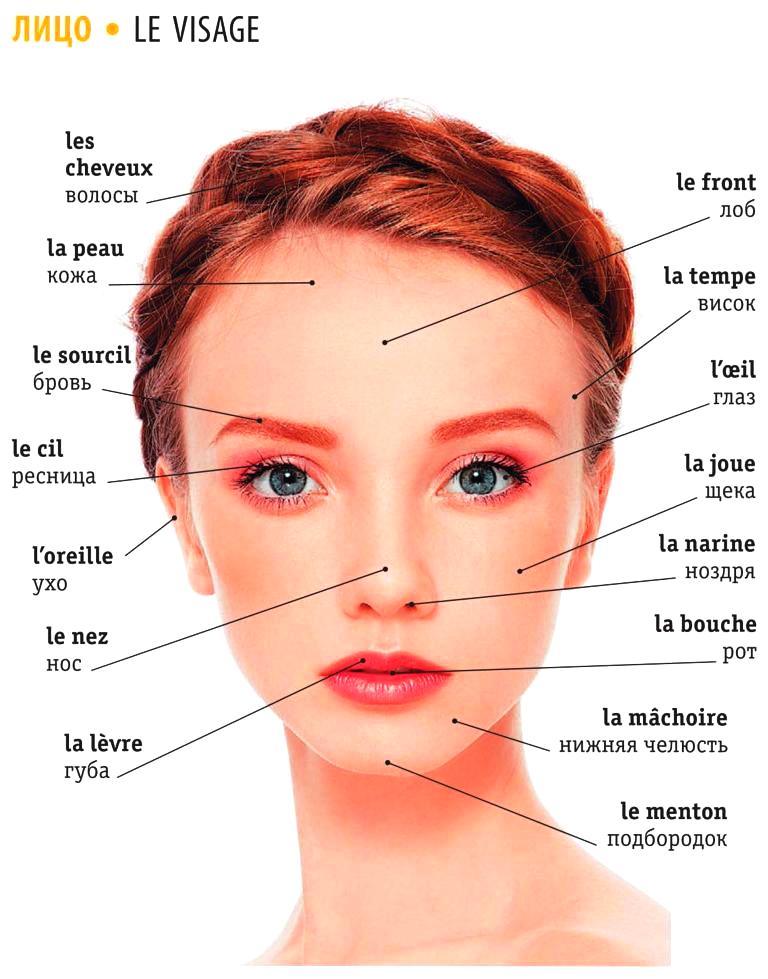 ЛИЦО • LE VISAGE
les
cheveux
волосы
la peau
кожа
le sourcil
бровь
le cil
ресница
l'oreille
ухо
le nez
нос
la lèvre
губа
le front
лоб
la tempe
висок
l'œil
глаз
la joue
щека
la narine
ноздря
la bouche
рот
la mâchoire
нижняя челюсть
le menton
подбородок